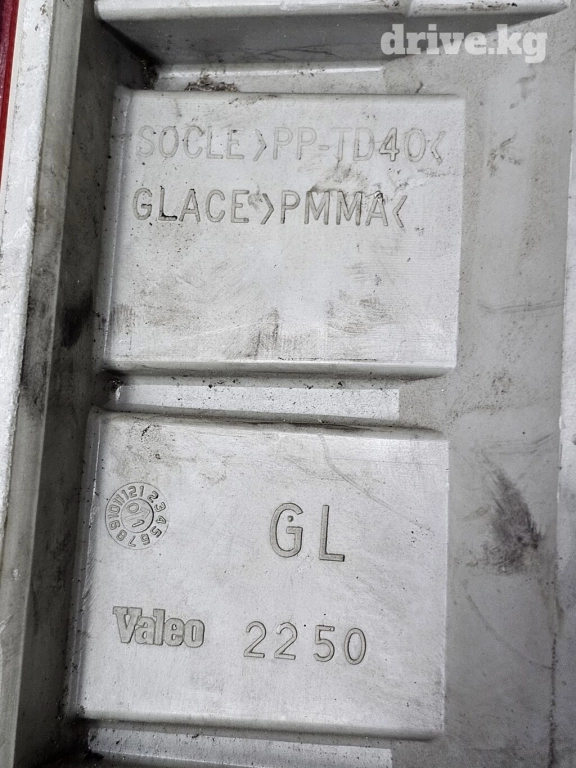 drive.kg
SOCLE>PP-TD40<
GLACE>PMMA<
GL
Valeo 2250